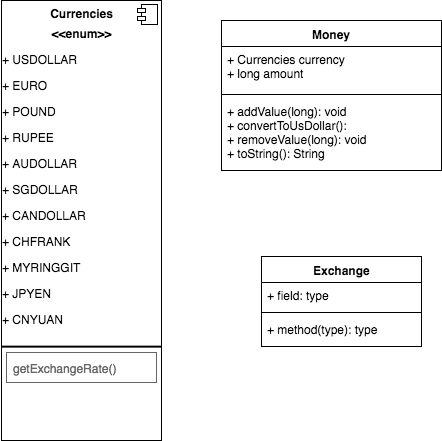 Currencies
<<enum>>
+ USDOLLAR
+ EURO
+ POUND
+ RUPEE
+ AUDOLLAR
+ SGDOLLAR
+ CANDOLLAR
+ CHFRANK
+ MYRINGGIT
+ JPYEN
+ CNYUAN
getExchangeRate()
Money
+ Currencies currency
+ long amount
+ addValue(long): void
+ convertToUsDollar():
+ removeValue(long): void
+ toString(): String
Exchange
+ field: type
+ method(type): type